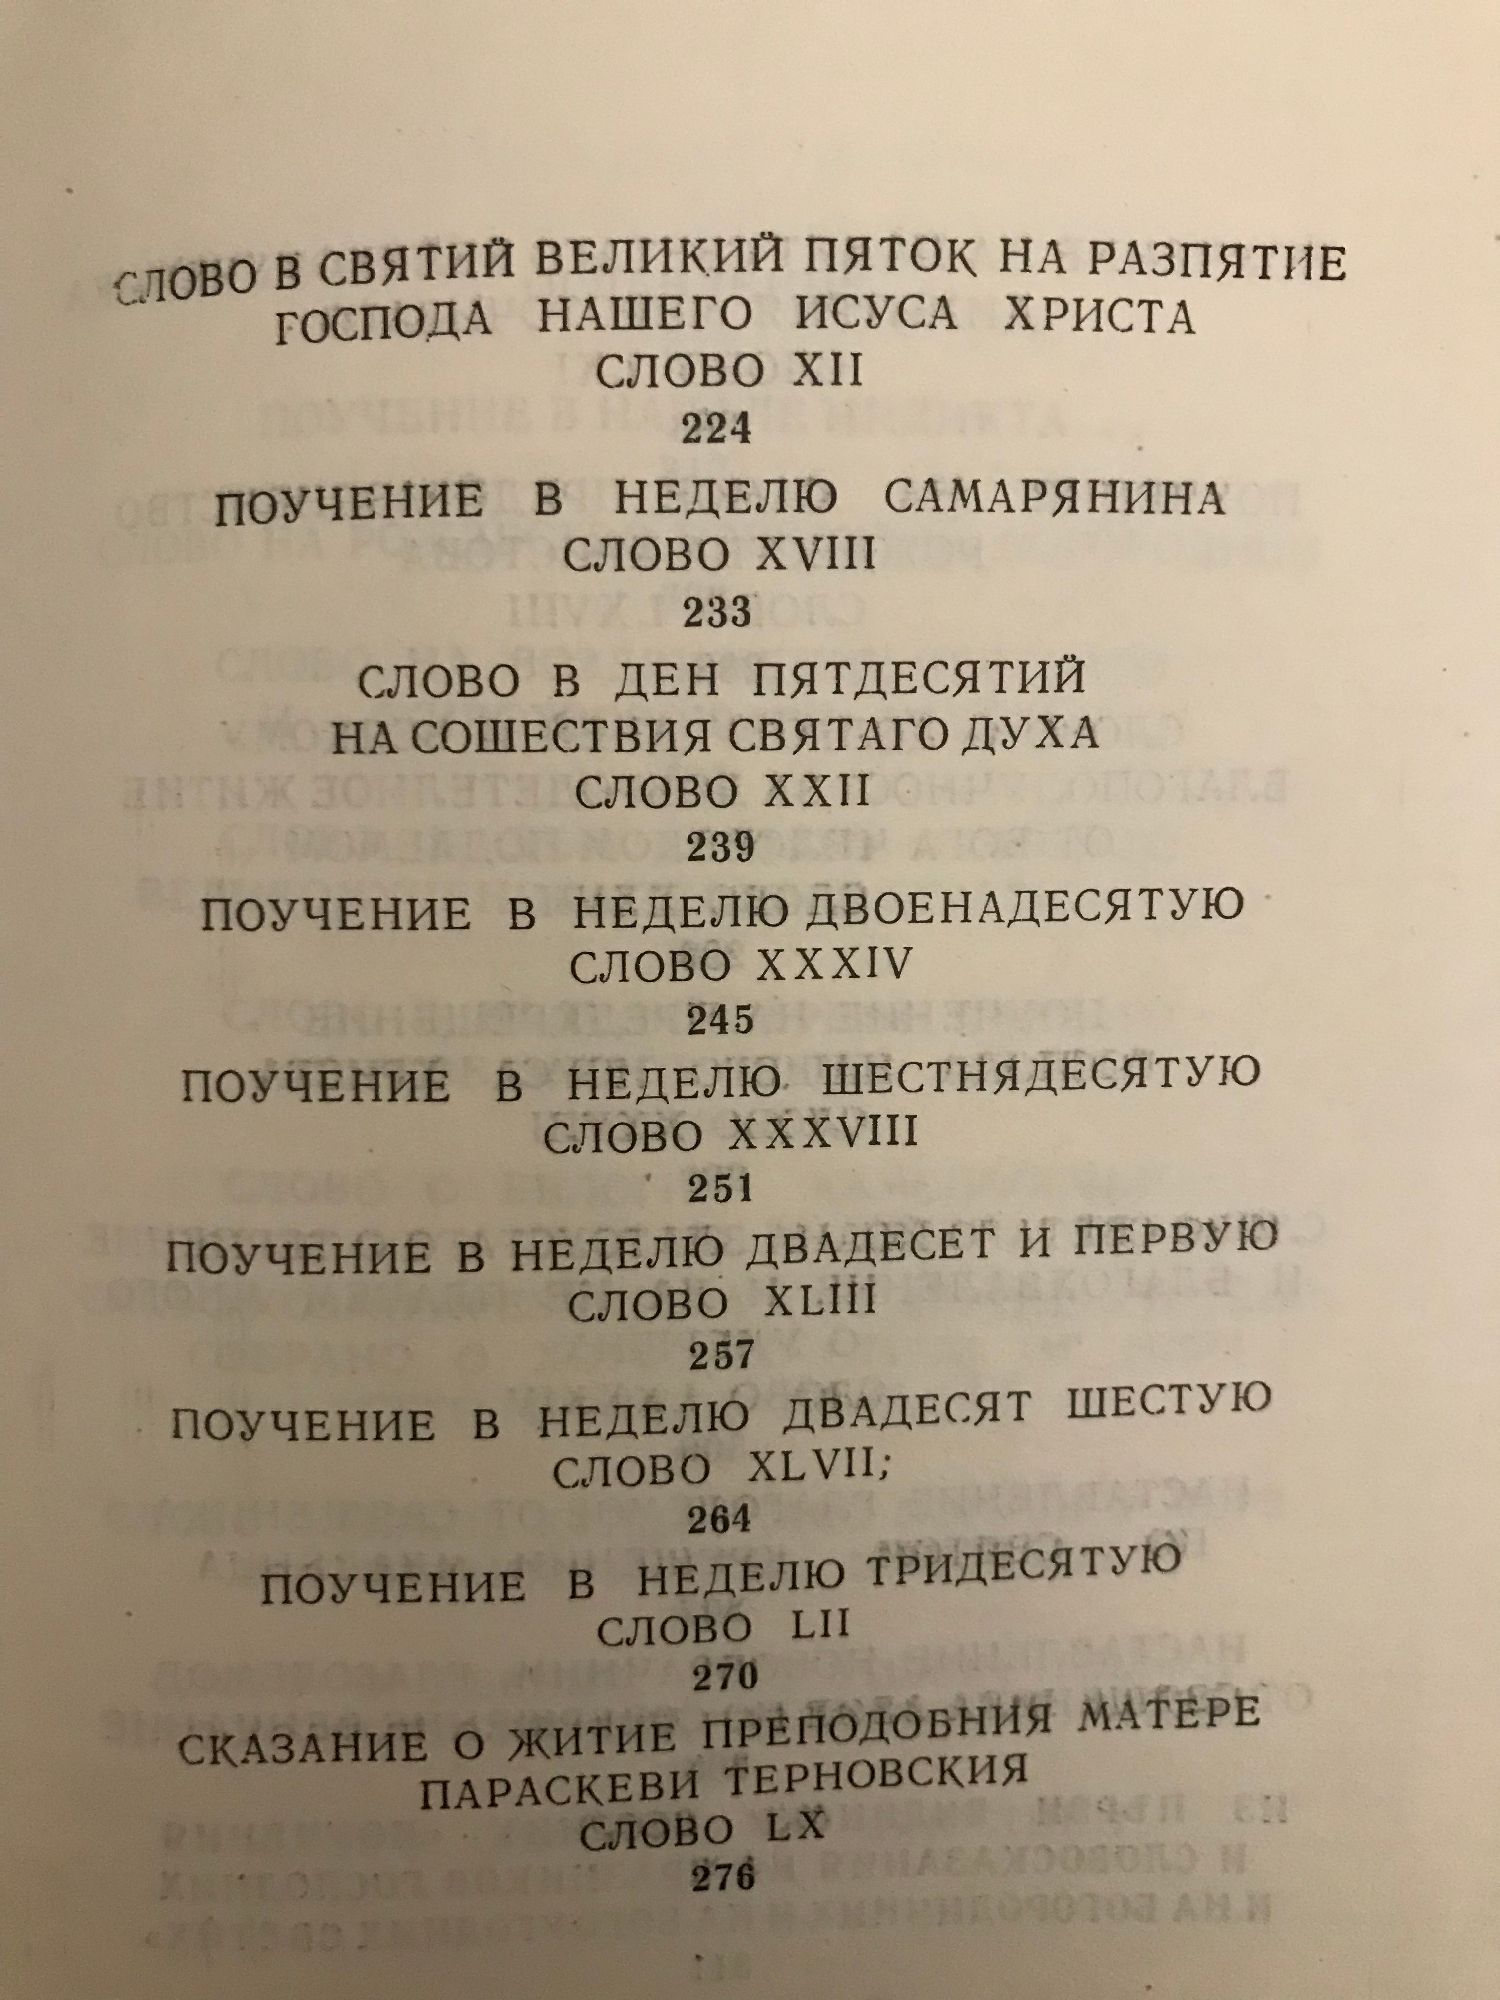 СЛОВО В СВЯТИЙ ВЕЛИКИЙ ПЯТОК НА РАЗПЯТИЕ
ГОСПОДА НАШЕГО ИСУСА ХРИСТА
СЛОВО XII
224
ПОУЧЕНИЕ В НЕДЕЛЮ САМАРЯНИНА
СЛОВО XVIII
233
СЛОВО В ДЕН ПЯТДЕСЯТИЙ
НА СОШЕСТВИЯ СВЯТАГО ДУХА
СЛОВО XXII
239
ПОУЧЕНИЕ В НЕДЕЛЮ ДВОЕНАДЕСЯТУЮ
СЛОВО XXXIV
245
ПОУЧЕНИЕ В НЕДЕЛЮ ШЕСТНЯДЕСЯТУЮ
СЛОВО XXXVIII
251
ПОУЧЕНИЕ В НЕДЕЛЮ ДВАДЕСЕТ И ПЕРВУЮ
СЛОВО XLIII
257
ПОУЧЕНИЕ В НЕДЕЛЮ ДВАДЕСЯТ ШЕСТУЮ
СЛОВО XLVII;
264
ПОУЧЕНИЕ В НЕДЕЛЮ ТРИДЕСЯТУЮ
СЛОВО LII
270
СКАЗАНИЕ О ЖИТИЕ ПРЕПОДОБНИЯ МАТЕРЕ
ПАРАСКЕВИ ТЕРНОВСКИЯ
СЛОВО LX
276